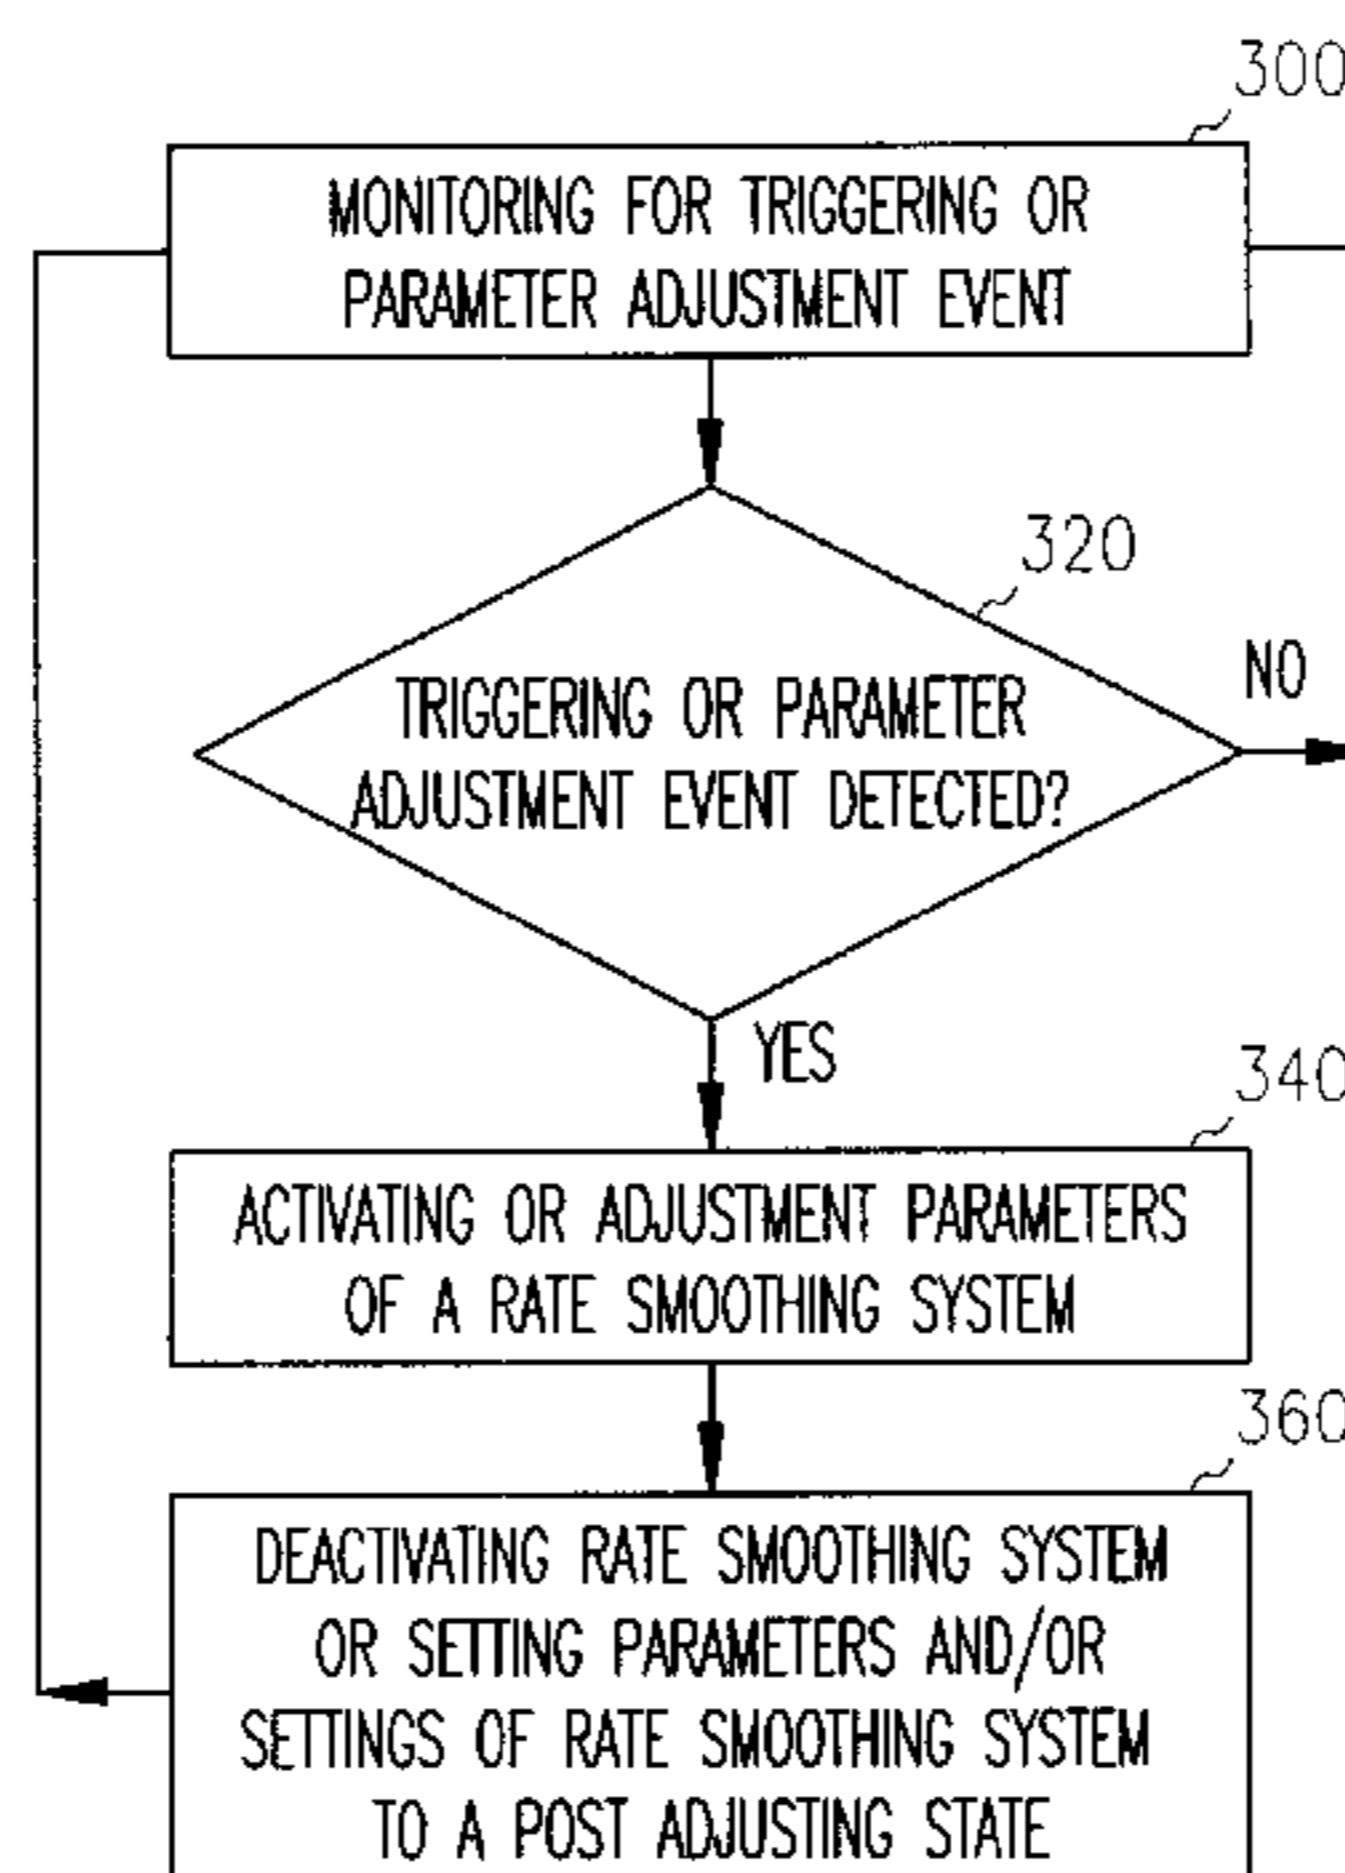 300
MONITORING FOR TRIGGERING OR
PARAMETER ADJUSTMENT EVENT
320
TRIGGERING OR PARAMETER
ADJUSTMENT EVENT DETECTED?
NO
YES
340
ACTIVATING OR ADJUSTMENT PARAMETERS
OF A RATE SMOOTHING SYSTEM
360
DEACTIVATING RATE SMOOTHING SYSTEM
OR SETTING PARAMETERS AND/OR
SETTINGS OF RATE SMOOTHING SYSTEM
TO A POST ADJUSTING STATE